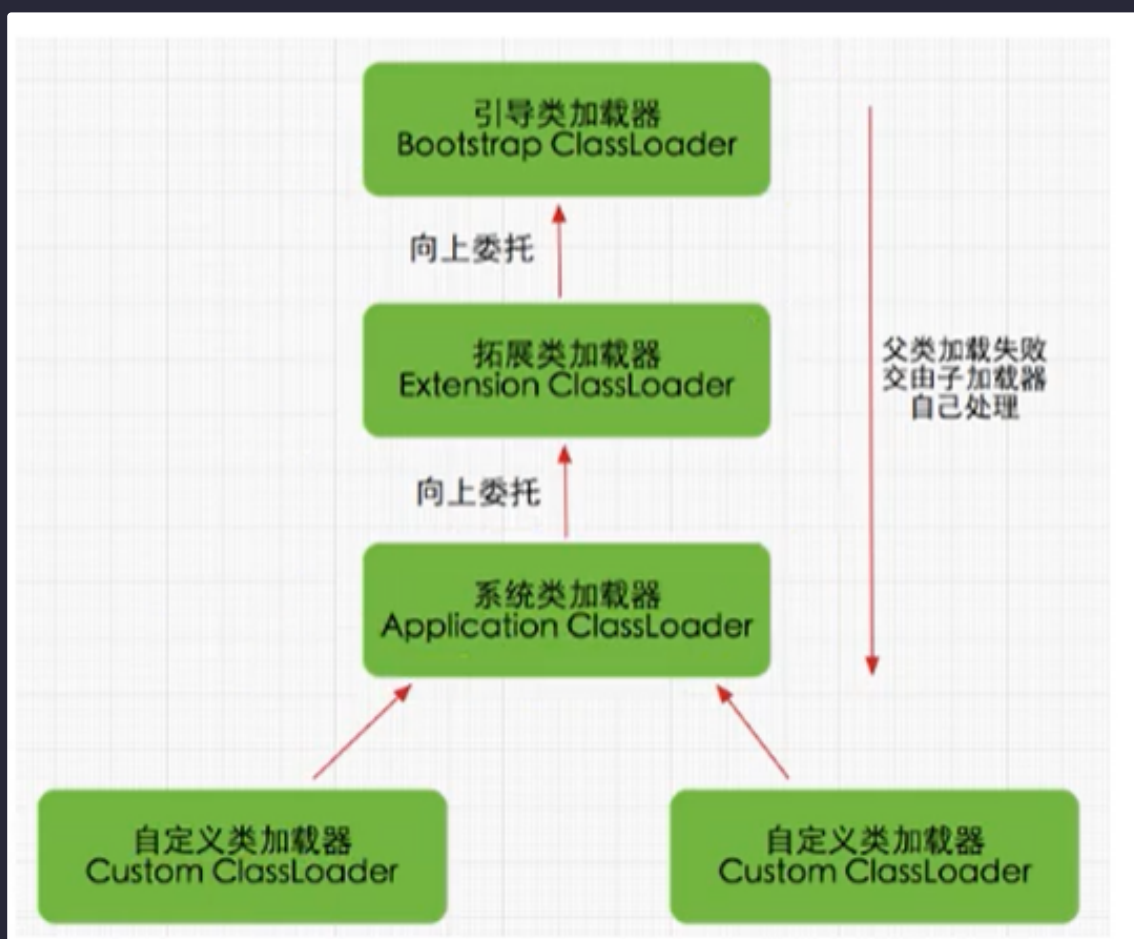 引导类加载器
Bootstrap ClassLoader
向上委托
拓展类加载器
Extension ClassLoader
父类加载失败
交由子加载器
自己处理
向上委托
系统类加载器
Application ClassLoader
自定义类加载器
Custom ClassLoader
自定义类加载器
Custom ClassLoader